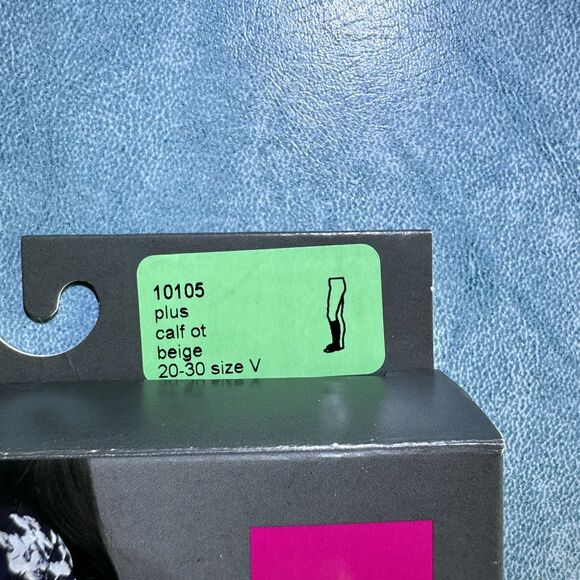 10105
plus
calf ot
beige
20-30 size V